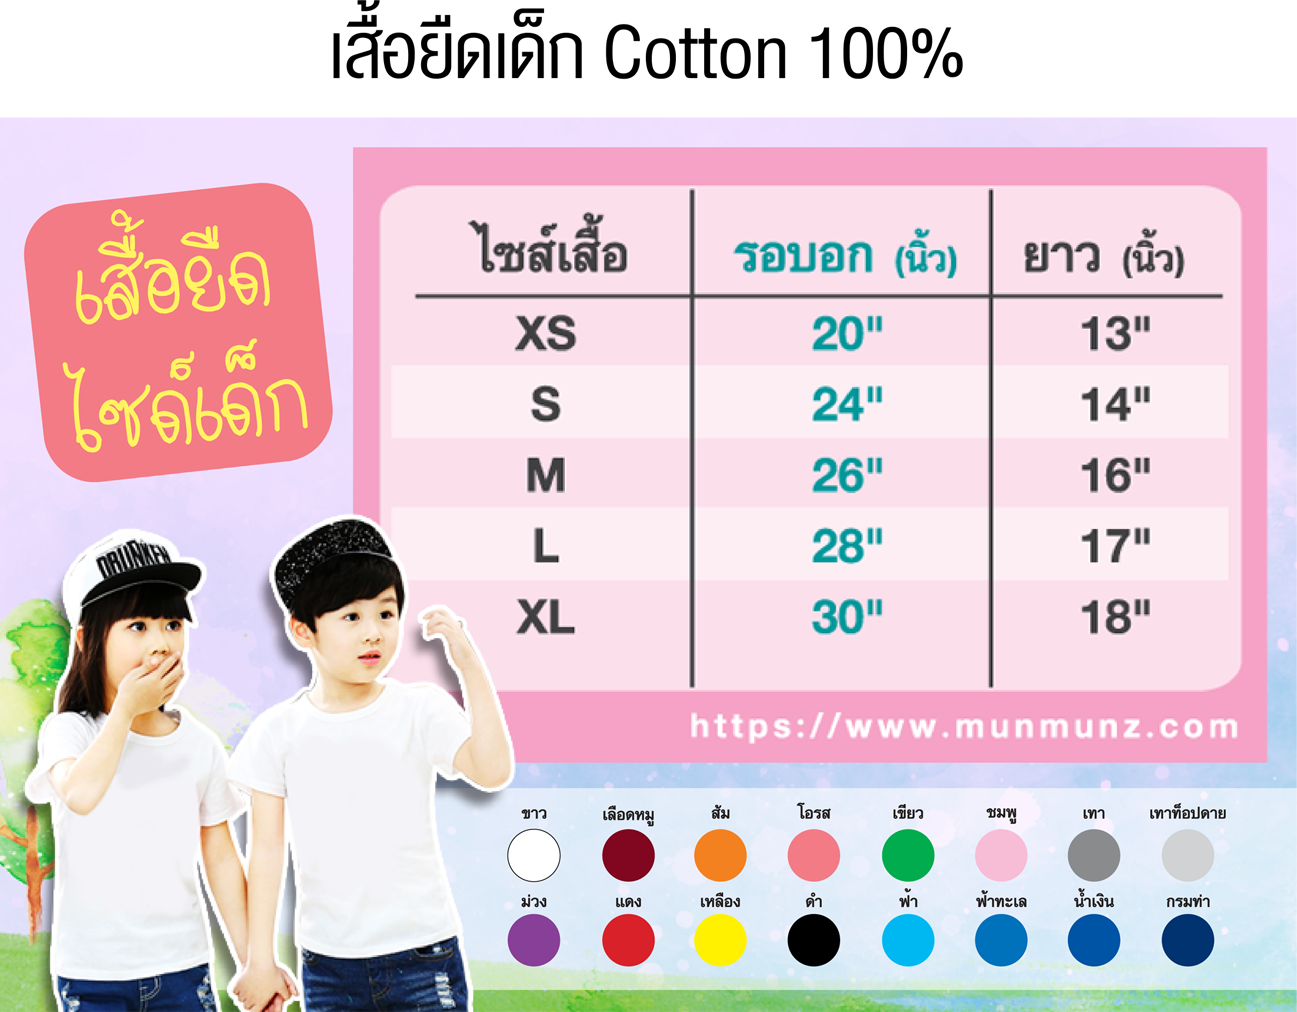 เสื้อยืดเด็ก Cotton 100%
เสื้อยืด
ไซด์เด็ก
ไซส์เสื้อ รอบอก (นิ้ว) ยาว (นิ้ว)
XS 20" 13"
S 24" 14"
M 26" 16"
L 28" 17"
XL 30" 18"
https://www.munmunz.com
DRUNKEN
ขาว เลือดหมู ส้ม โอรส เขียว ชมพู เทา เทาท็อปดาย
ม่วง แดง เหลือง ดำ ฟ้า ฟ้าทะเล น้ำเงิน กรมท่า